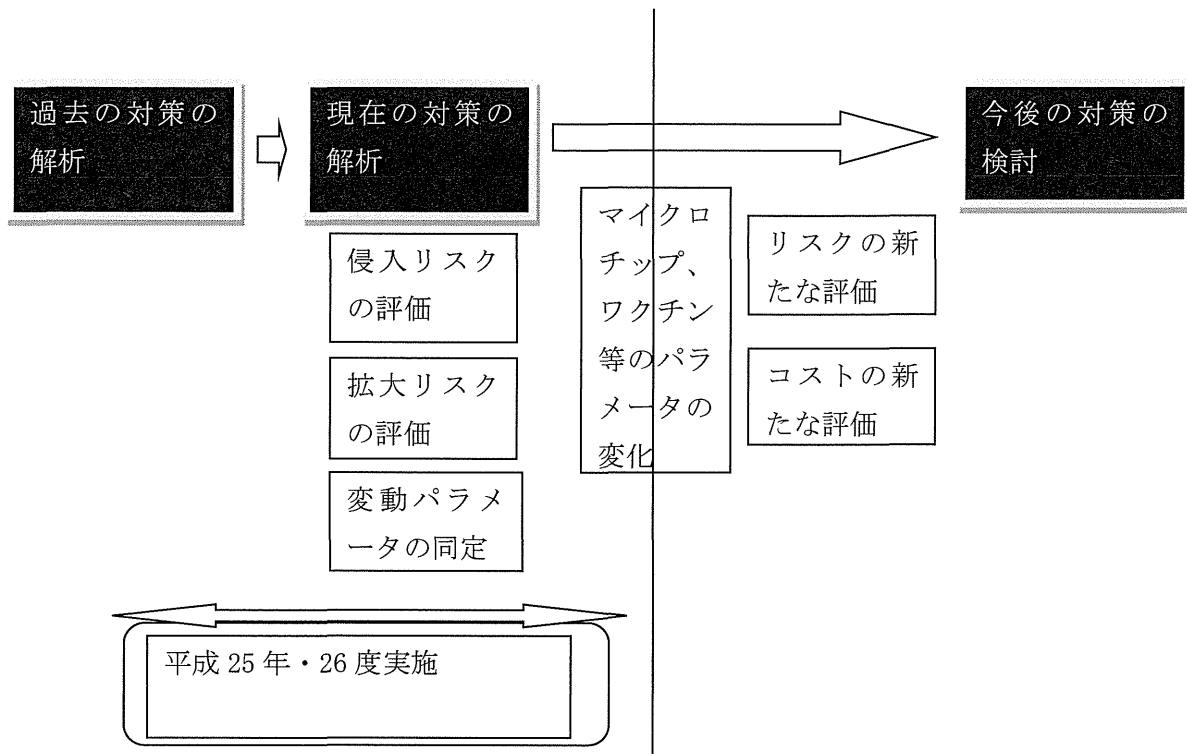 過去の対策の
解析
現在の対策の
解析
今後の対策の
検討
侵入リスク
の評価
拡大リスク
の評価
変動パラメ
ータの同定
マイクロ
チップ、
ワクチン
等のパラ
メータの
変化
リスクの新
たな評価
コストの新
たな評価
平成 25 年・26 度実施